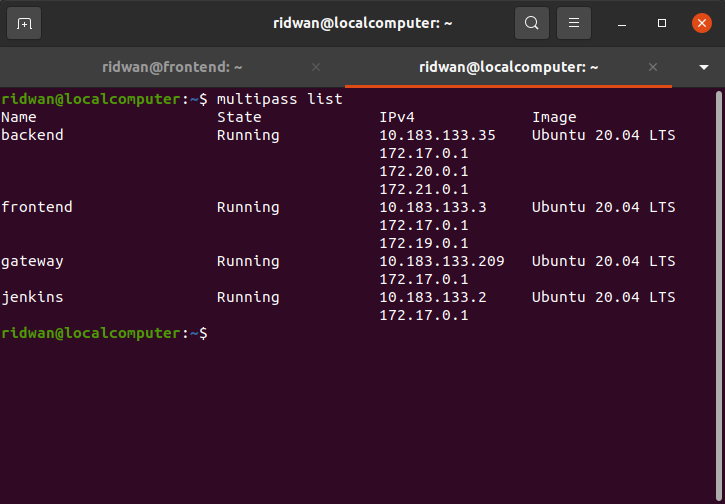 ridwan@localcomputer: ~
ridwan@frontend: ~ ridwan@localcomputer: ~
ridwan@localcomputer:~$ multipass list
Name State IPv4 Image
backend Running 10.183.133.35 Ubuntu 20.04 LTS
172.17.0.1
172.20.0.1
172.21.0.1
frontend Running 10.183.133.3 Ubuntu 20.04 LTS
172.17.0.1
172.19.0.1
gateway Running 10.183.133.209 Ubuntu 20.04 LTS
172.17.0.1
jenkins Running 10.183.133.2 Ubuntu 20.04 LTS
172.17.0.1
ridwan@localcomputer:~$